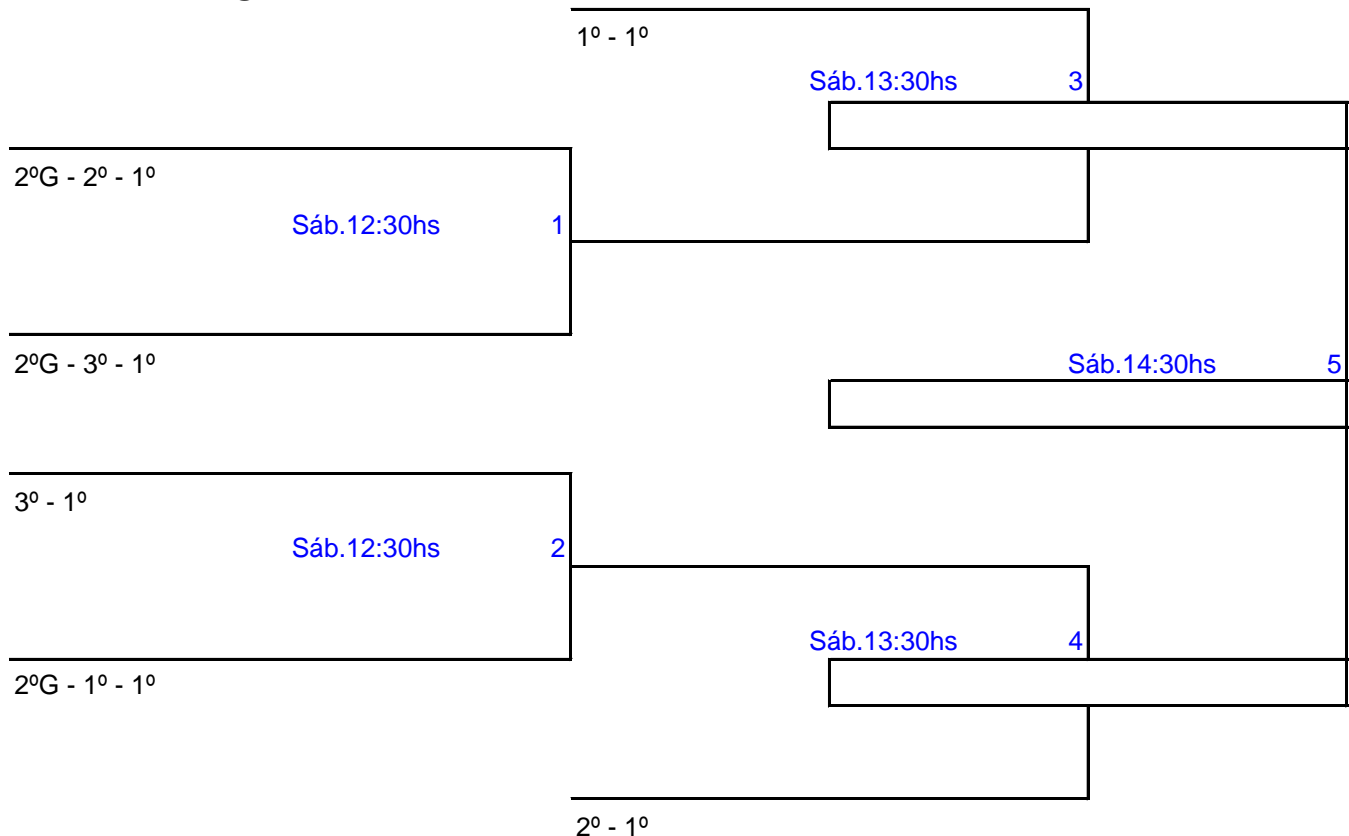 1º - 1º
Sáb.13:30hs 3
2ºG - 2º - 1º
Sáb.12:30hs 1
2ºG - 3º - 1º
Sáb.14:30hs 5
3º - 1º
Sáb.12:30hs 2
Sáb.13:30hs 4
2ºG - 1º - 1º
2º - 1º